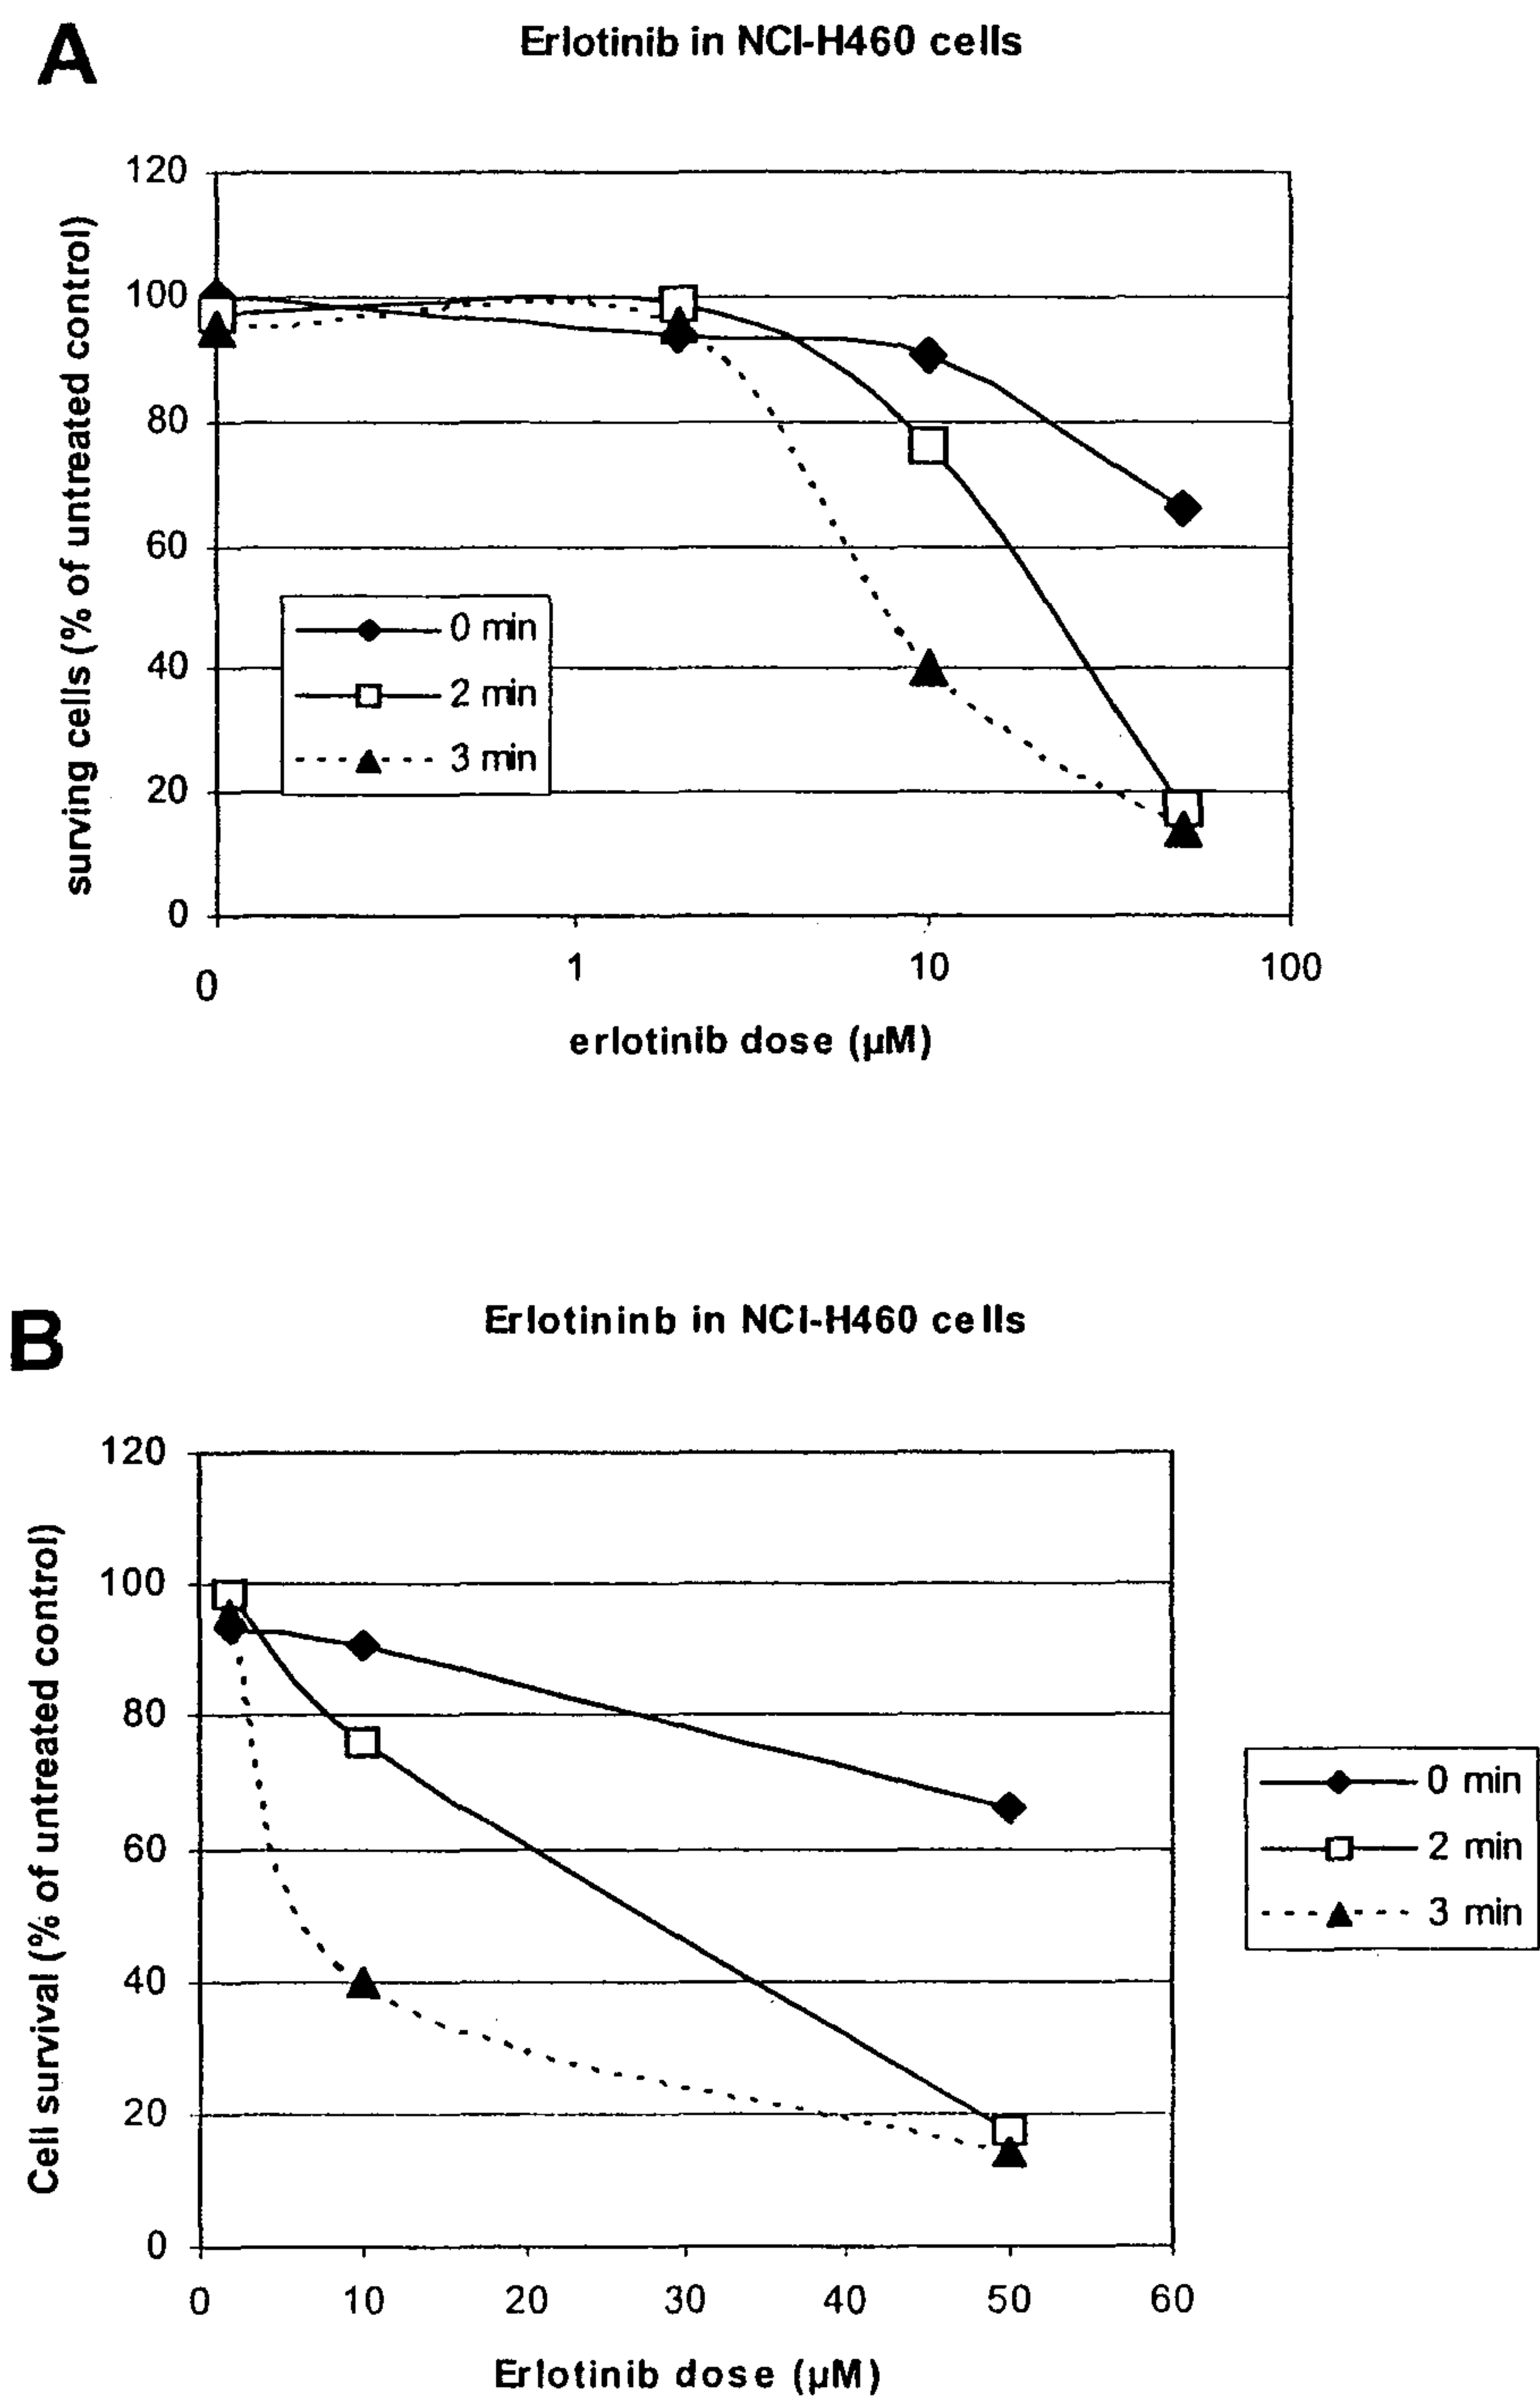 A
Erlotinib in NCI-H460 cells
surving cells (% of untreated control)
120
100
80
60
40
20
0
0 min
2 min
3 min
0 1 10 100
erlotinib dose (µM)
B
Erlotininb in NCI-H460 cells
Cell survival (% of untreated control)
120
100
80
60
40
20
0
0 min
2 min
3 min
0 10 20 30 40 50 60
Erlotinib dose (µM)